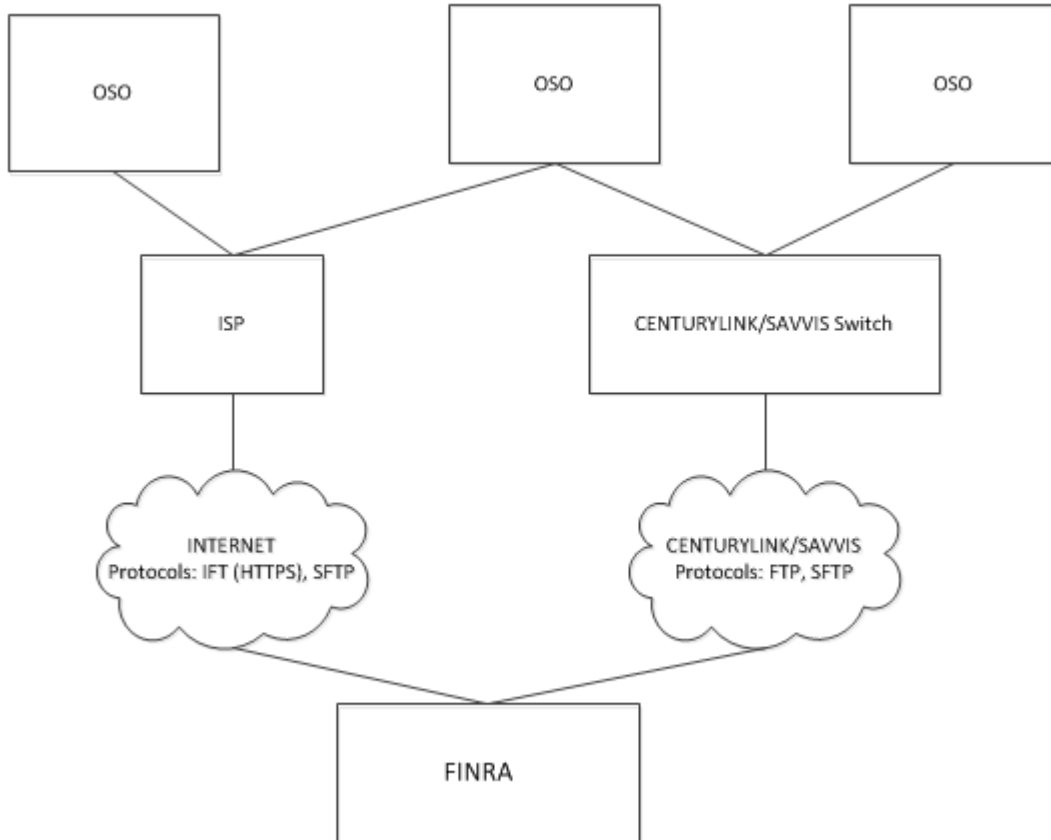 OSO
OSO
OSO
ISP
CENTURYLINK/SAVVIS Switch
INTERNET
Protocols: IFT (HTTPS), SFTP
CENTURYLINK/SAVVIS
Protocols: FTP, SFTP
FINRA